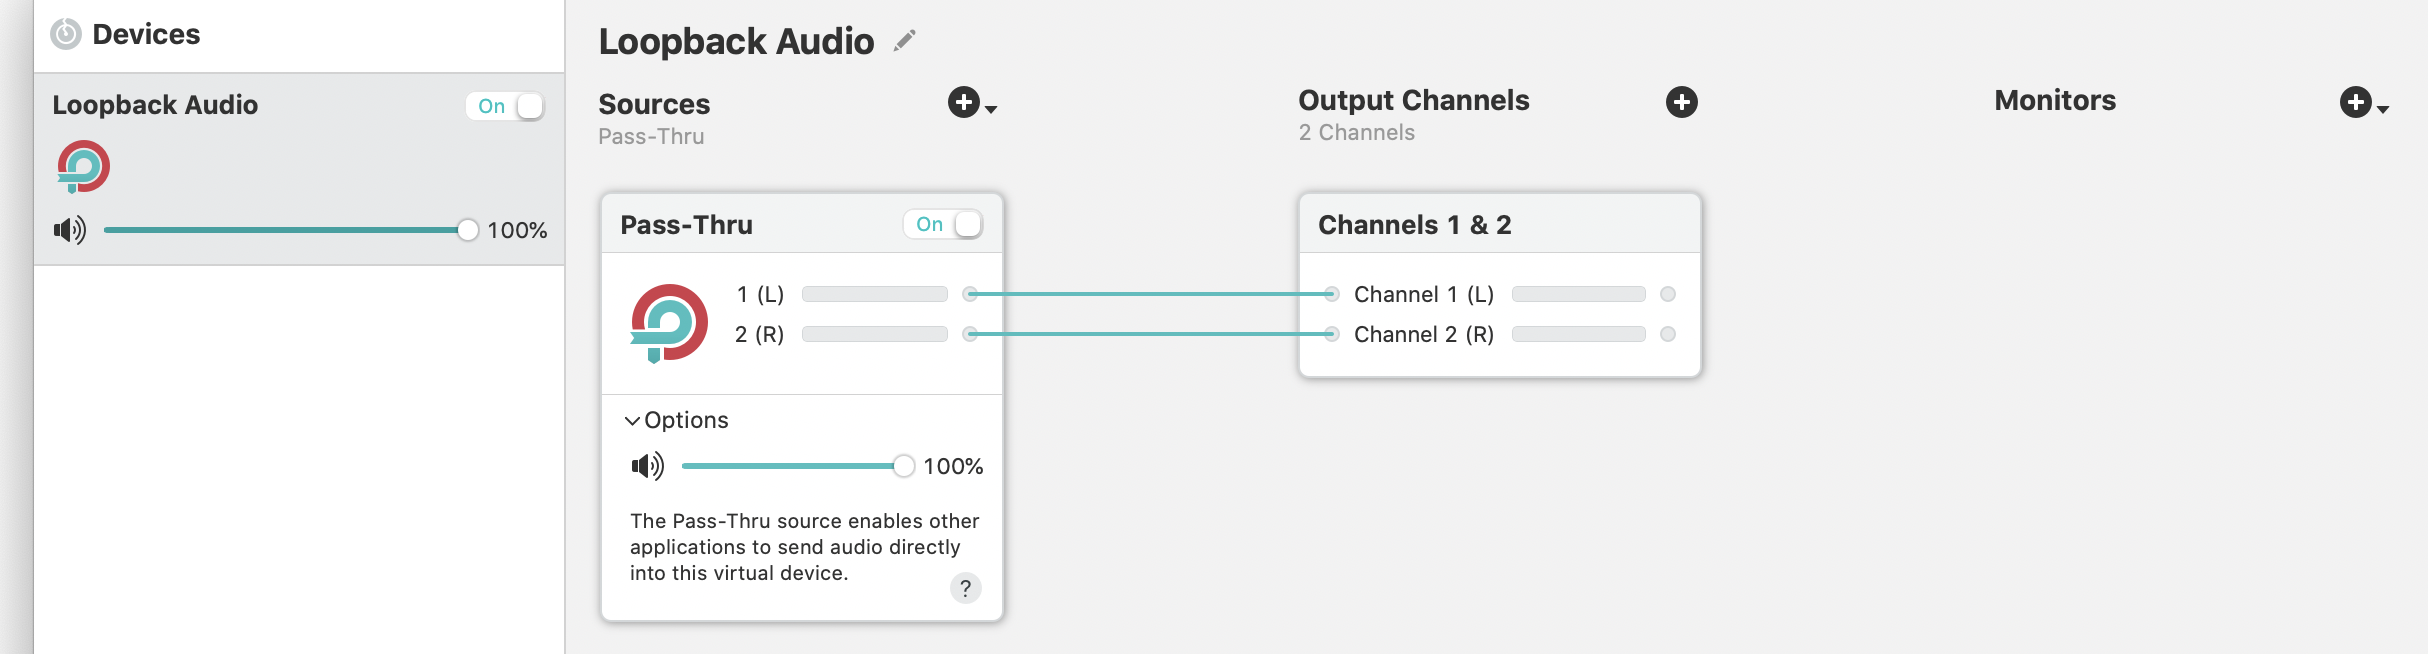 Devices
Loopback Audio
On
100%
Loopback Audio
Sources
Pass-Thru
Output Channels
2 Channels
Monitors
Pass-Thru
On
1 (L)
2 (R)
Options
100%
The Pass-Thru source enables other
applications to send audio directly
into this virtual device.
?
Channels 1 & 2
Channel 1 (L)
Channel 2 (R)